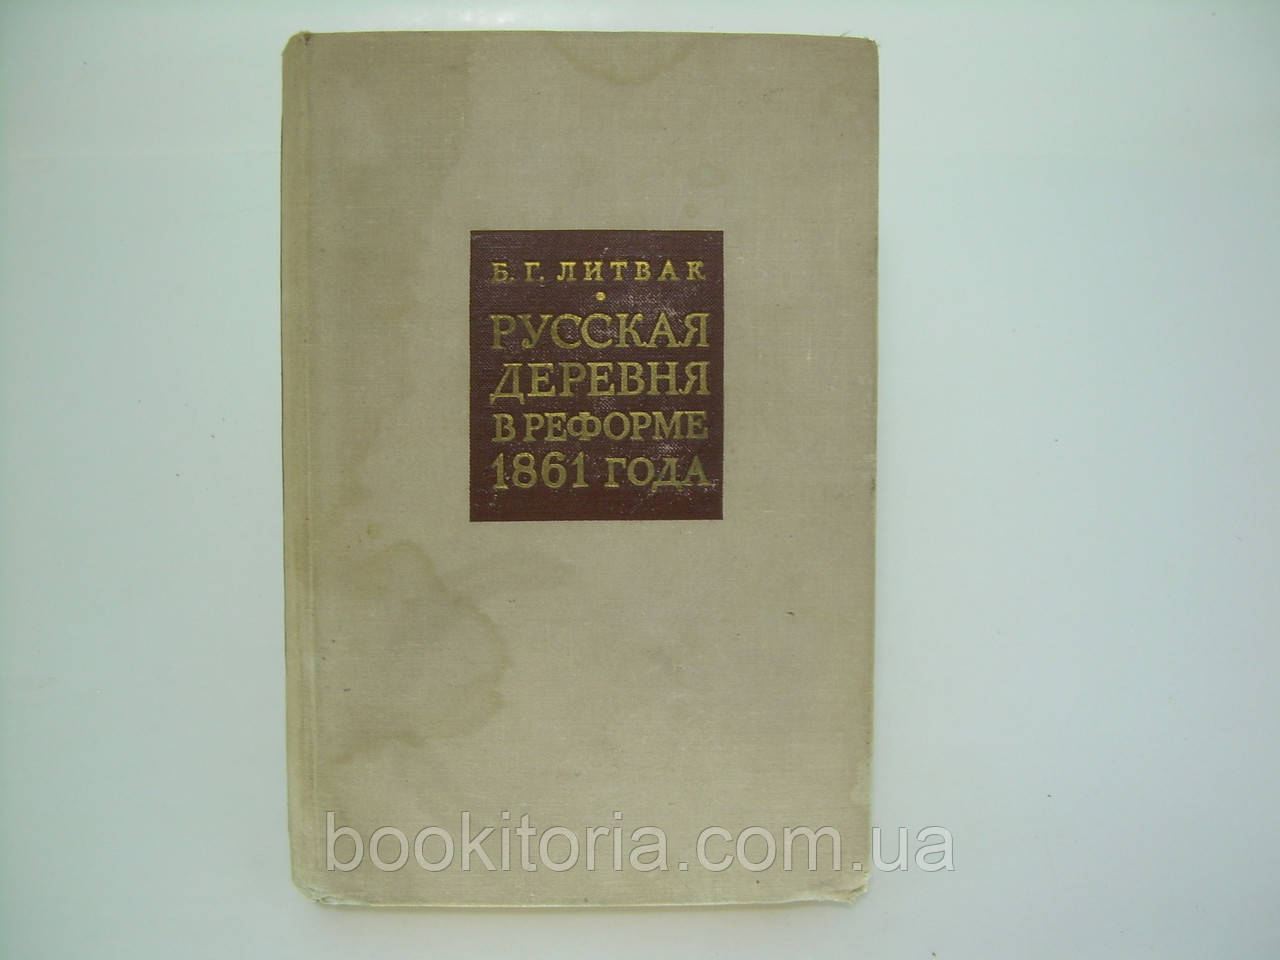 Б. Г. ЛИТВАК
РУССКАЯ
ДЕРЕВНЯ
В РЕФОРМЕ
1861 ГОДА
bookitoria.com.ua